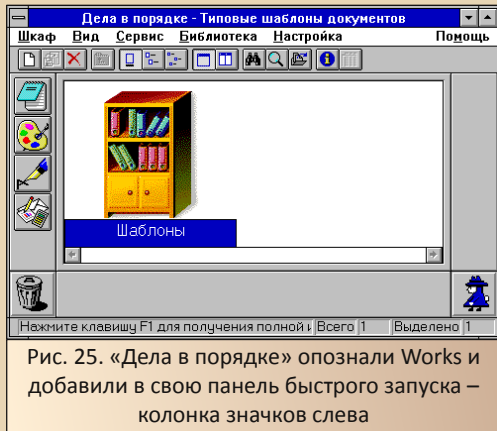 Дела в порядке - Типовые шаблоны документов
Шкаф Вид Сервис Библиотека Настройка Помощь
Шаблоны
Нажмите клавишу F1 для получения полной и Всего 1 Выделено 1
Рис. 25. «Дела в порядке» опознали Works и
добавили в свою панель быстрого запуска –
колонка значков слева